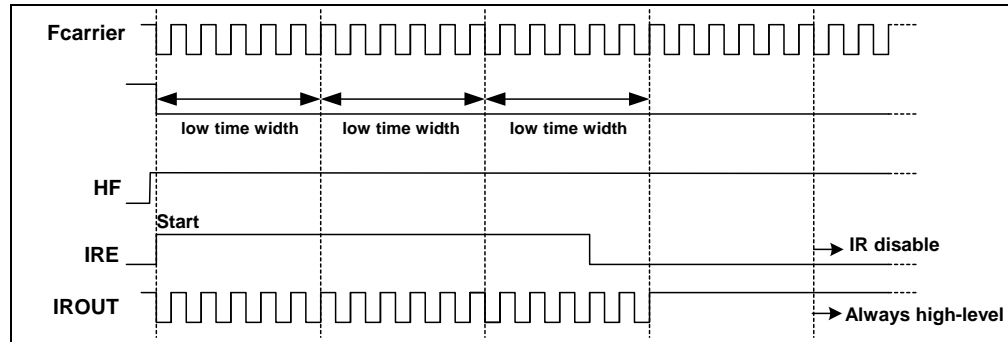 Fcarrier
low time width low time width low time width
HF
Start
IRE
IR disable
IROUT
Always high-level